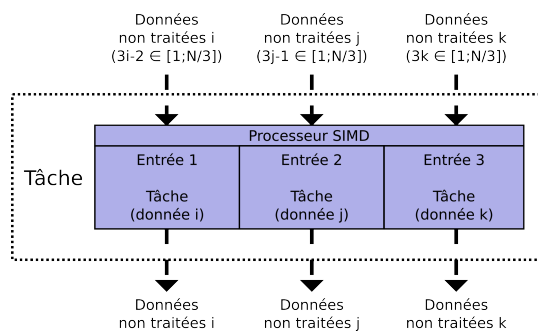 Données
non traitées i
(3i-2 ∈ [1;N/3])
Données
non traitées j
(3j-1 ∈ [1;N/3])
Données
non traitées k
(3k ∈ [1;N/3])
Tâche
Processeur SIMD
Entrée 1
Tâche
(donnée i)
Entrée 2
Tâche
(donnée j)
Entrée 3
Tâche
(donnée k)
Données
non traitées i
Données
non traitées j
Données
non traitées k